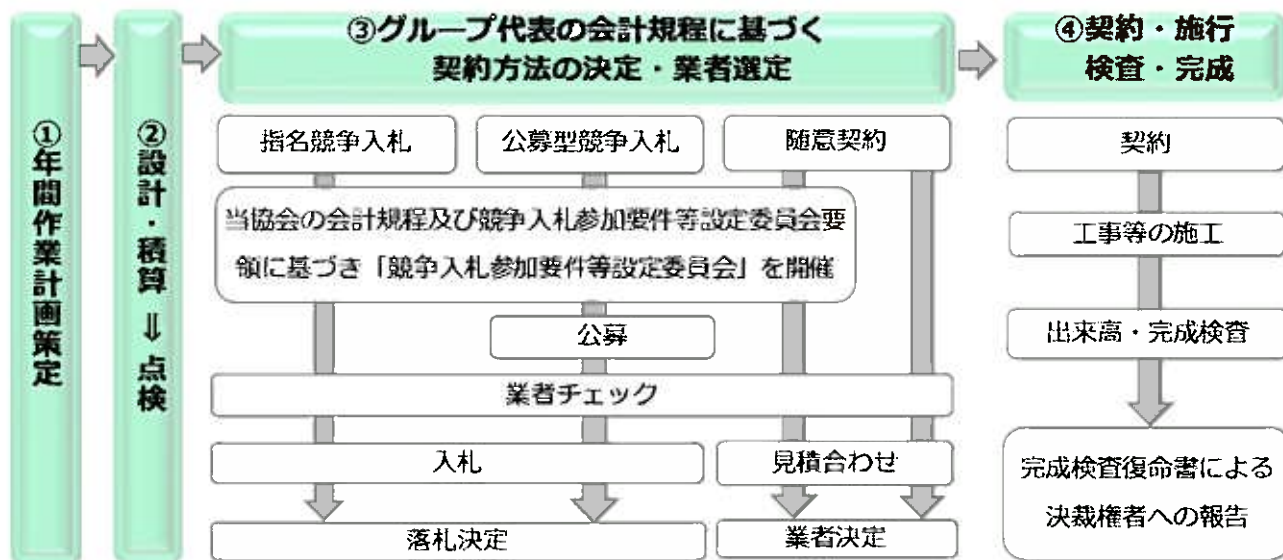 ①年間作業計画策定
②設計・積算⇒点検
③グループ代表の会計規程に基づく
契約方法の決定・業者選定
指名競争入札
公募型競争入札
随意契約
当協会の会計規程及び競争入札参加要件等設定委員会要
領に基づき「競争入札参加要件等設定委員会」を開催
公募
業者チェック
入札
見積合わせ
落札決定
業者決定
④契約・施行
検査・完成
契約
工事等の施工
出来高・完成検査
完成検査復命書による
決裁権者への報告